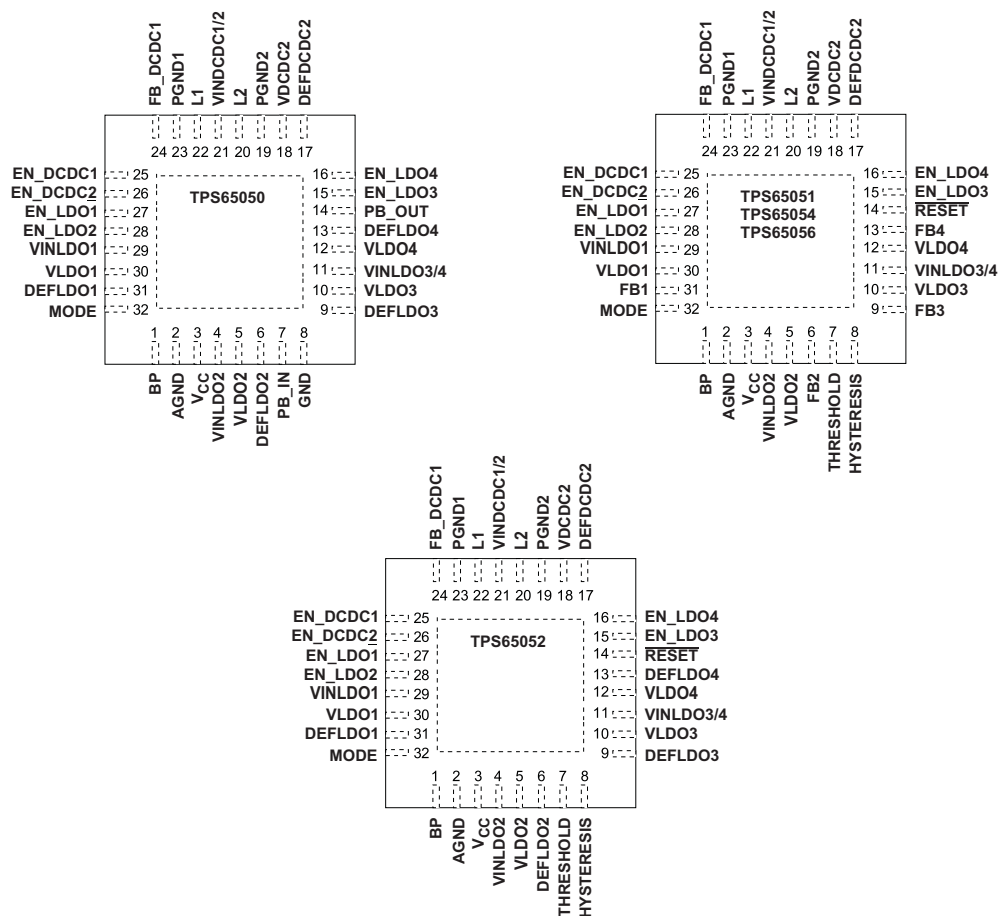 FB_DCDC1
PGND1
L1
VINDCDC1/2
L2
PGND2
VDCDC2
DEFDCDC2
24 23 22 21 20 19 18 17
EN_DCDC1 25
EN_DCDC2 26
EN_LDO1 27
EN_LDO2 28
VINLDO1 29
VLDO1 30
DEFLDO1 31
MODE 32
TPS65050
16 EN_LDO4
15 EN_LDO3
14 PB_OUT
13 DEFLDO4
12 VLDO4
11 VINLDO3/4
10 VLDO3
9 DEFLDO3
1 2 3 4 5 6 7 8
BP
AGND
VCC
VINLDO2
VLDO2
DEFLDO2
PB_IN
GND
FB_DCDC1
PGND1
L1
VINDCDC1/2
L2
PGND2
VDCDC2
DEFDCDC2
24 23 22 21 20 19 18 17
EN_DCDC1 25
EN_DCDC2 26
EN_LDO1 27
EN_LDO2 28
VINLDO1 29
VLDO1 30
FB1 31
MODE 32
TPS65051
TPS65054
TPS65056
16 EN_LDO4
15 EN_LDO3
14 RESET
13 FB4
12 VLDO4
11 VINLDO3/4
10 VLDO3
9 FB3
1 2 3 4 5 6 7 8
BP
AGND
VCC
VINLDO2
VLDO2
FB2
THRESHOLD
HYSTERESIS
FB_DCDC1
PGND1
L1
VINDCDC1/2
L2
PGND2
VDCDC2
DEFDCDC2
24 23 22 21 20 19 18 17
EN_DCDC1 25
EN_DCDC2 26
EN_LDO1 27
EN_LDO2 28
VINLDO1 29
VLDO1 30
DEFLDO1 31
MODE 32
TPS65052
16 EN_LDO4
15 EN_LDO3
14 RESET
13 DEFLDO4
12 VLDO4
11 VINLDO3/4
10 VLDO3
9 DEFLDO3
1 2 3 4 5 6 7 8
BP
AGND
VCC
VINLDO2
VLDO2
DEFLDO2
THRESHOLD
HYSTERESIS